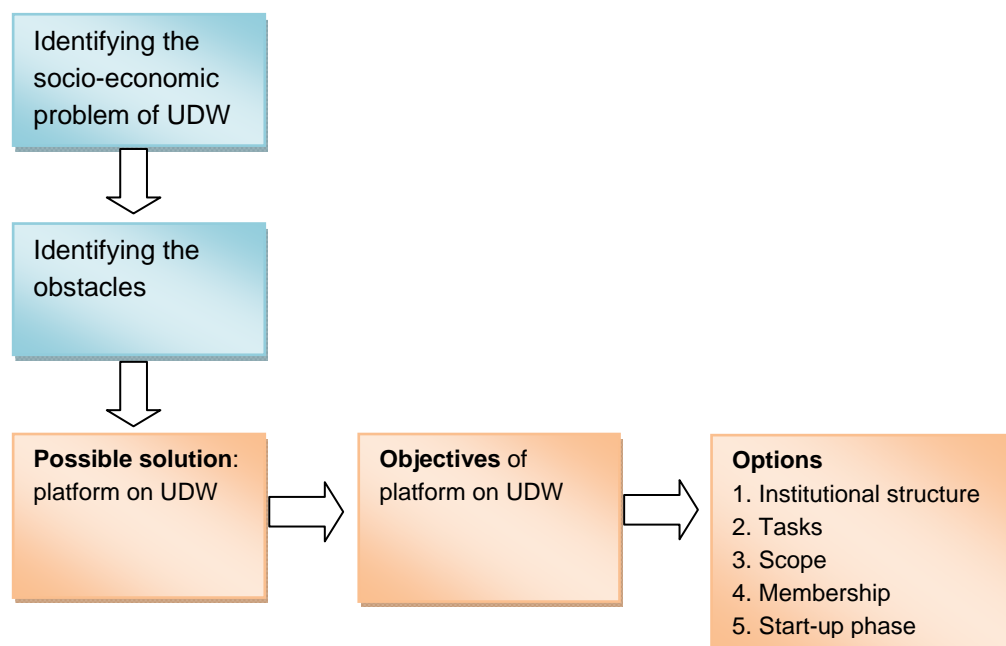 Identifying the
socio-economic
problem of UDW
Identifying the
obstacles
Possible solution:
platform on UDW
Objectives of
platform on UDW
Options
1. Institutional structure
2. Tasks
3. Scope
4. Membership
5. Start-up phase